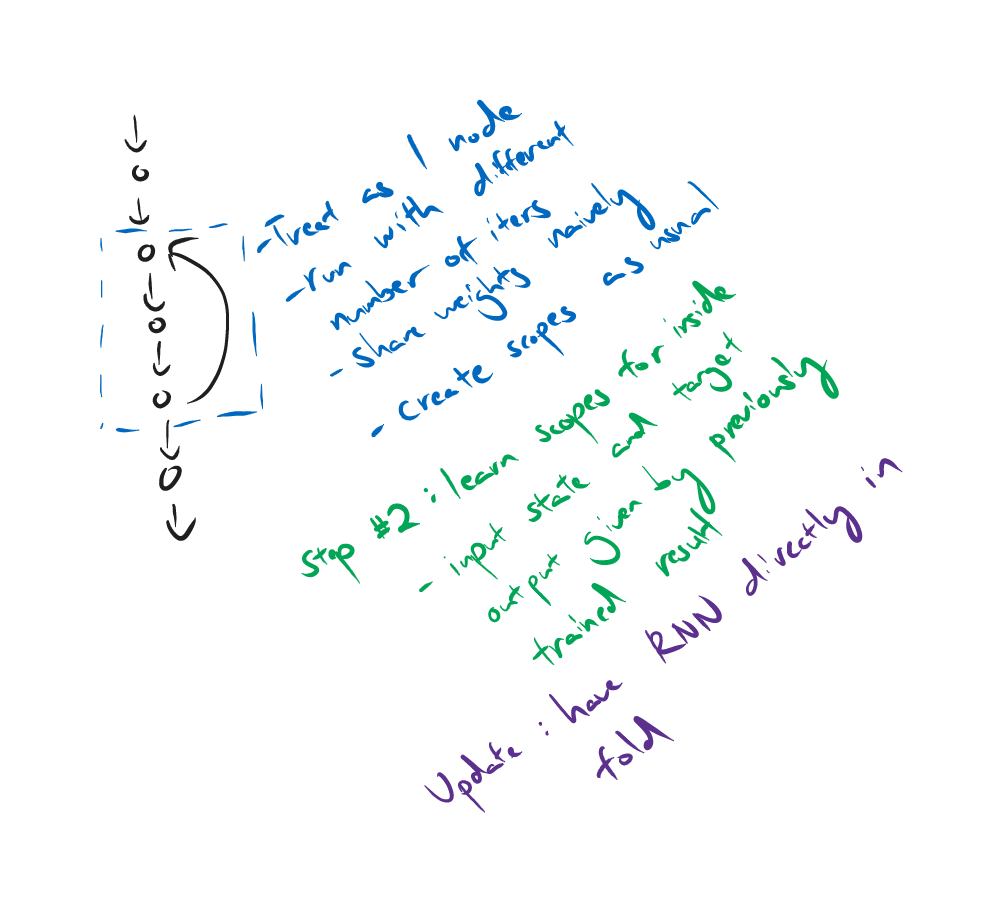 -Treat as 1 node
-run with different
number of iters
-share weights naively
-create scopes as usual
step #2: learn scopes for inside
- input state and target
output given by previously
trained result
Update: have RNN directly in
fold